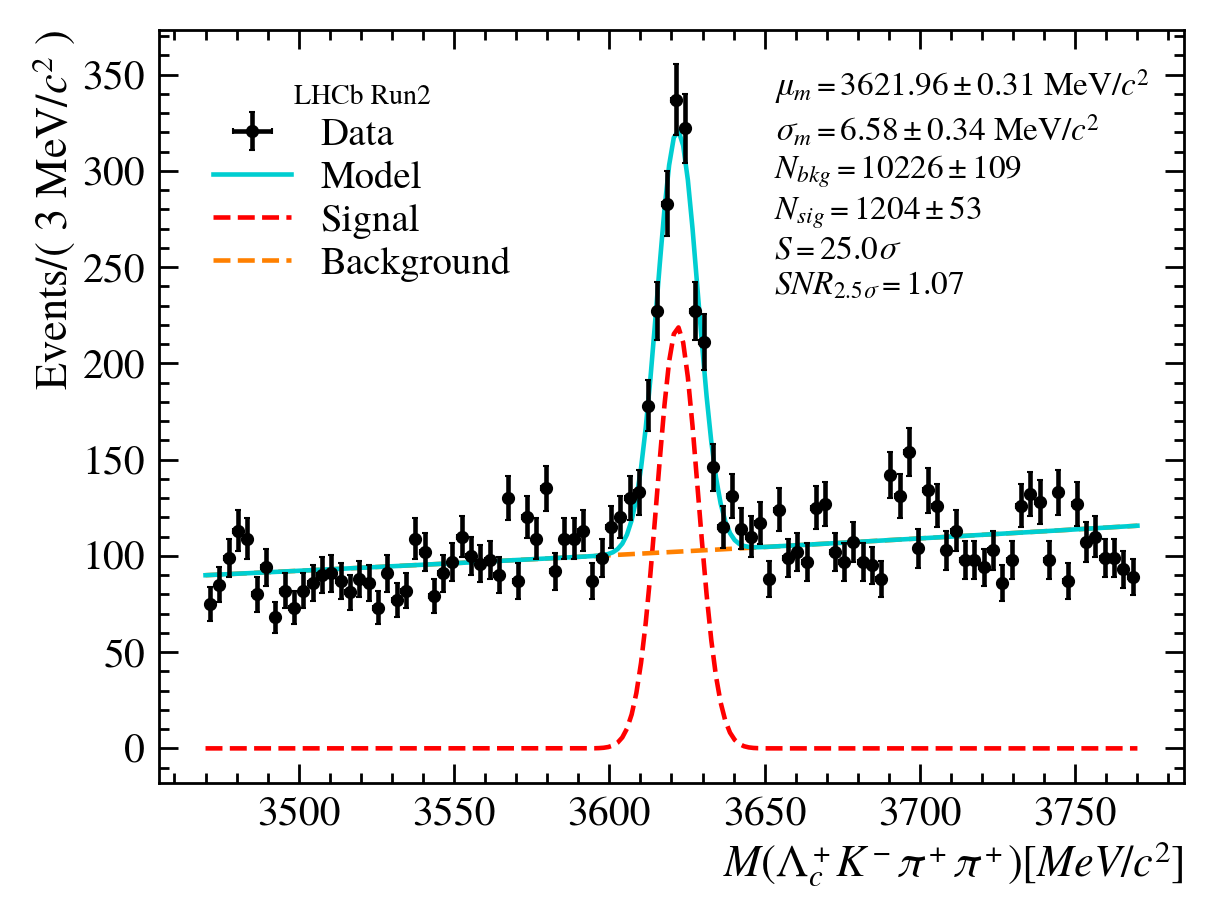 LHCb Run2
Data
Model
Signal
Background
μ_m = 3621.96 ± 0.31 MeV/c²
σ_m = 6.58 ± 0.34 MeV/c²
N_bkg = 10226 ± 109
N_sig = 1204 ± 53
S = 25.0σ
SNR_2.5σ = 1.07
Events/( 3 MeV/c² )
350
300
250
200
150
100
50
0
3500 3550 3600 3650 3700 3750
M(Λ_c⁺K⁻π⁺π⁺)[MeV/c²]